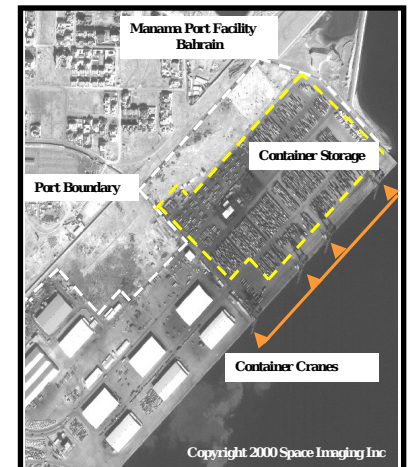 Manama Port Facility
Bahrain
Container Storage
Port Boundary
Container Cranes
Copyright 2000 Space Imaging Inc